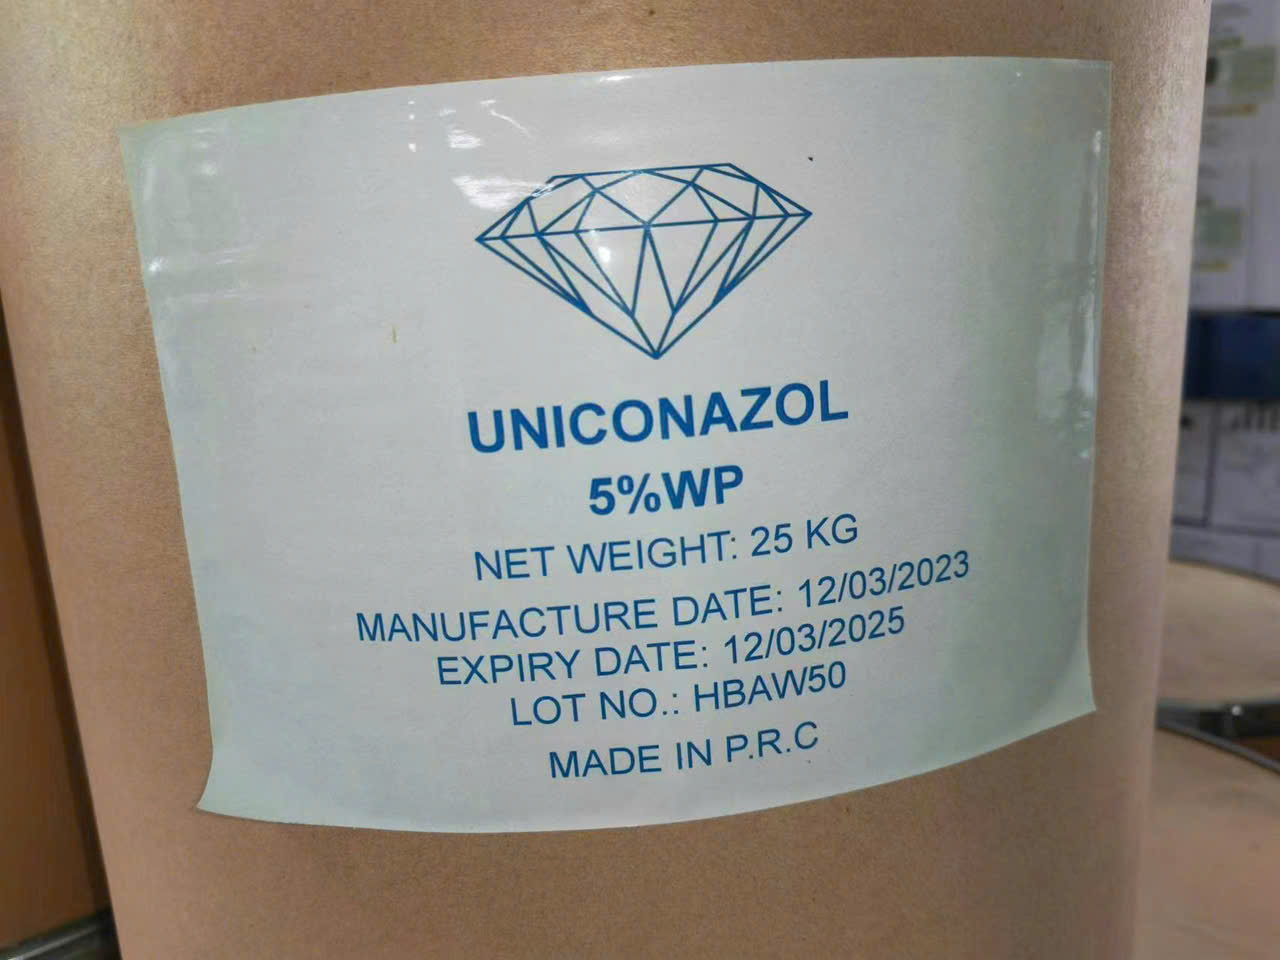 UNICONAZOL
5%WP
NET WEIGHT: 25 KG
MANUFACTURE DATE: 12/03/2023
EXPIRY DATE: 12/03/2025
LOT NO.: HBAW50
MADE IN P.R.C